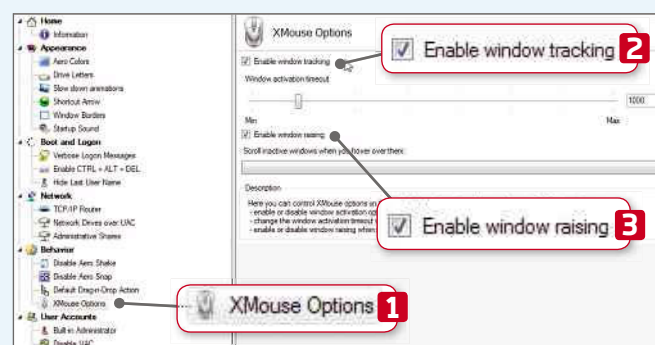 Home
Information
Appearance
Aero Colors
Drive Letters
Slow down animations
Shortcut Arrow
Window Borders
Startup Sound
Boot and Logon
Verbose Logon Messages
Enable CTRL + ALT + DEL
Hide Last User Name
Network
TCP/IP Router
Network Drives over UAC
Administrative Shares
Behavior
Disable Aero Shake
Disable Aero Snap
Default Drag-n-Drop Action
XMouse Options
User Accounts
Built-in Administrator
Disable UAC
XMouse Options 1
XMouse Options
Enable window tracking
Enable window tracking 2
Window activation timeout
1000
Min Max
Enable window raising
Scroll inactive windows when you hover over them:
Description
Here you can control XMouse options
- enable or disable window activation
- change the window activation timeout
- enable or disable window raising when
Enable window raising 3